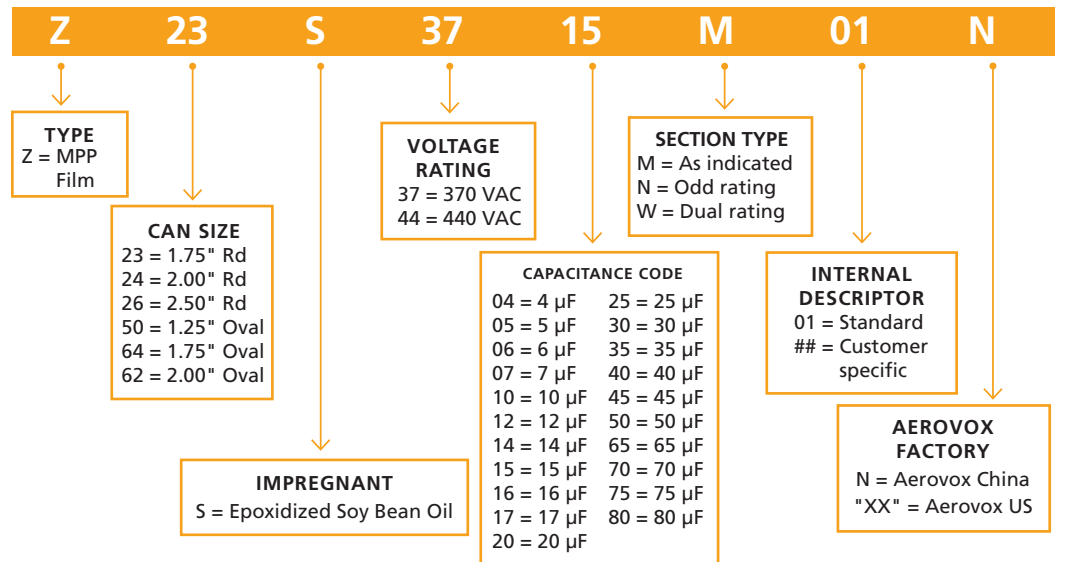 Z 23 S 37 15 M 01 N
TYPE
Z = MPP
Film
CAN SIZE
23 = 1.75" Rd
24 = 2.00" Rd
26 = 2.50" Rd
50 = 1.25" Oval
64 = 1.75" Oval
62 = 2.00" Oval
IMPREGNANT
S = Epoxidized Soy Bean Oil
VOLTAGE
RATING
37 = 370 VAC
44 = 440 VAC
CAPACITANCE CODE
04 = 4 µF 25 = 25 µF
05 = 5 µF 30 = 30 µF
06 = 6 µF 35 = 35 µF
07 = 7 µF 40 = 40 µF
10 = 10 µF 45 = 45 µF
12 = 12 µF 50 = 50 µF
14 = 14 µF 65 = 65 µF
15 = 15 µF 70 = 70 µF
16 = 16 µF 75 = 75 µF
17 = 17 µF 80 = 80 µF
20 = 20 µF
SECTION TYPE
M = As indicated
N = Odd rating
W = Dual rating
INTERNAL
DESCRIPTOR
01 = Standard
## = Customer
specific
AEROVOX
FACTORY
N = Aerovox China
"XX" = Aerovox US